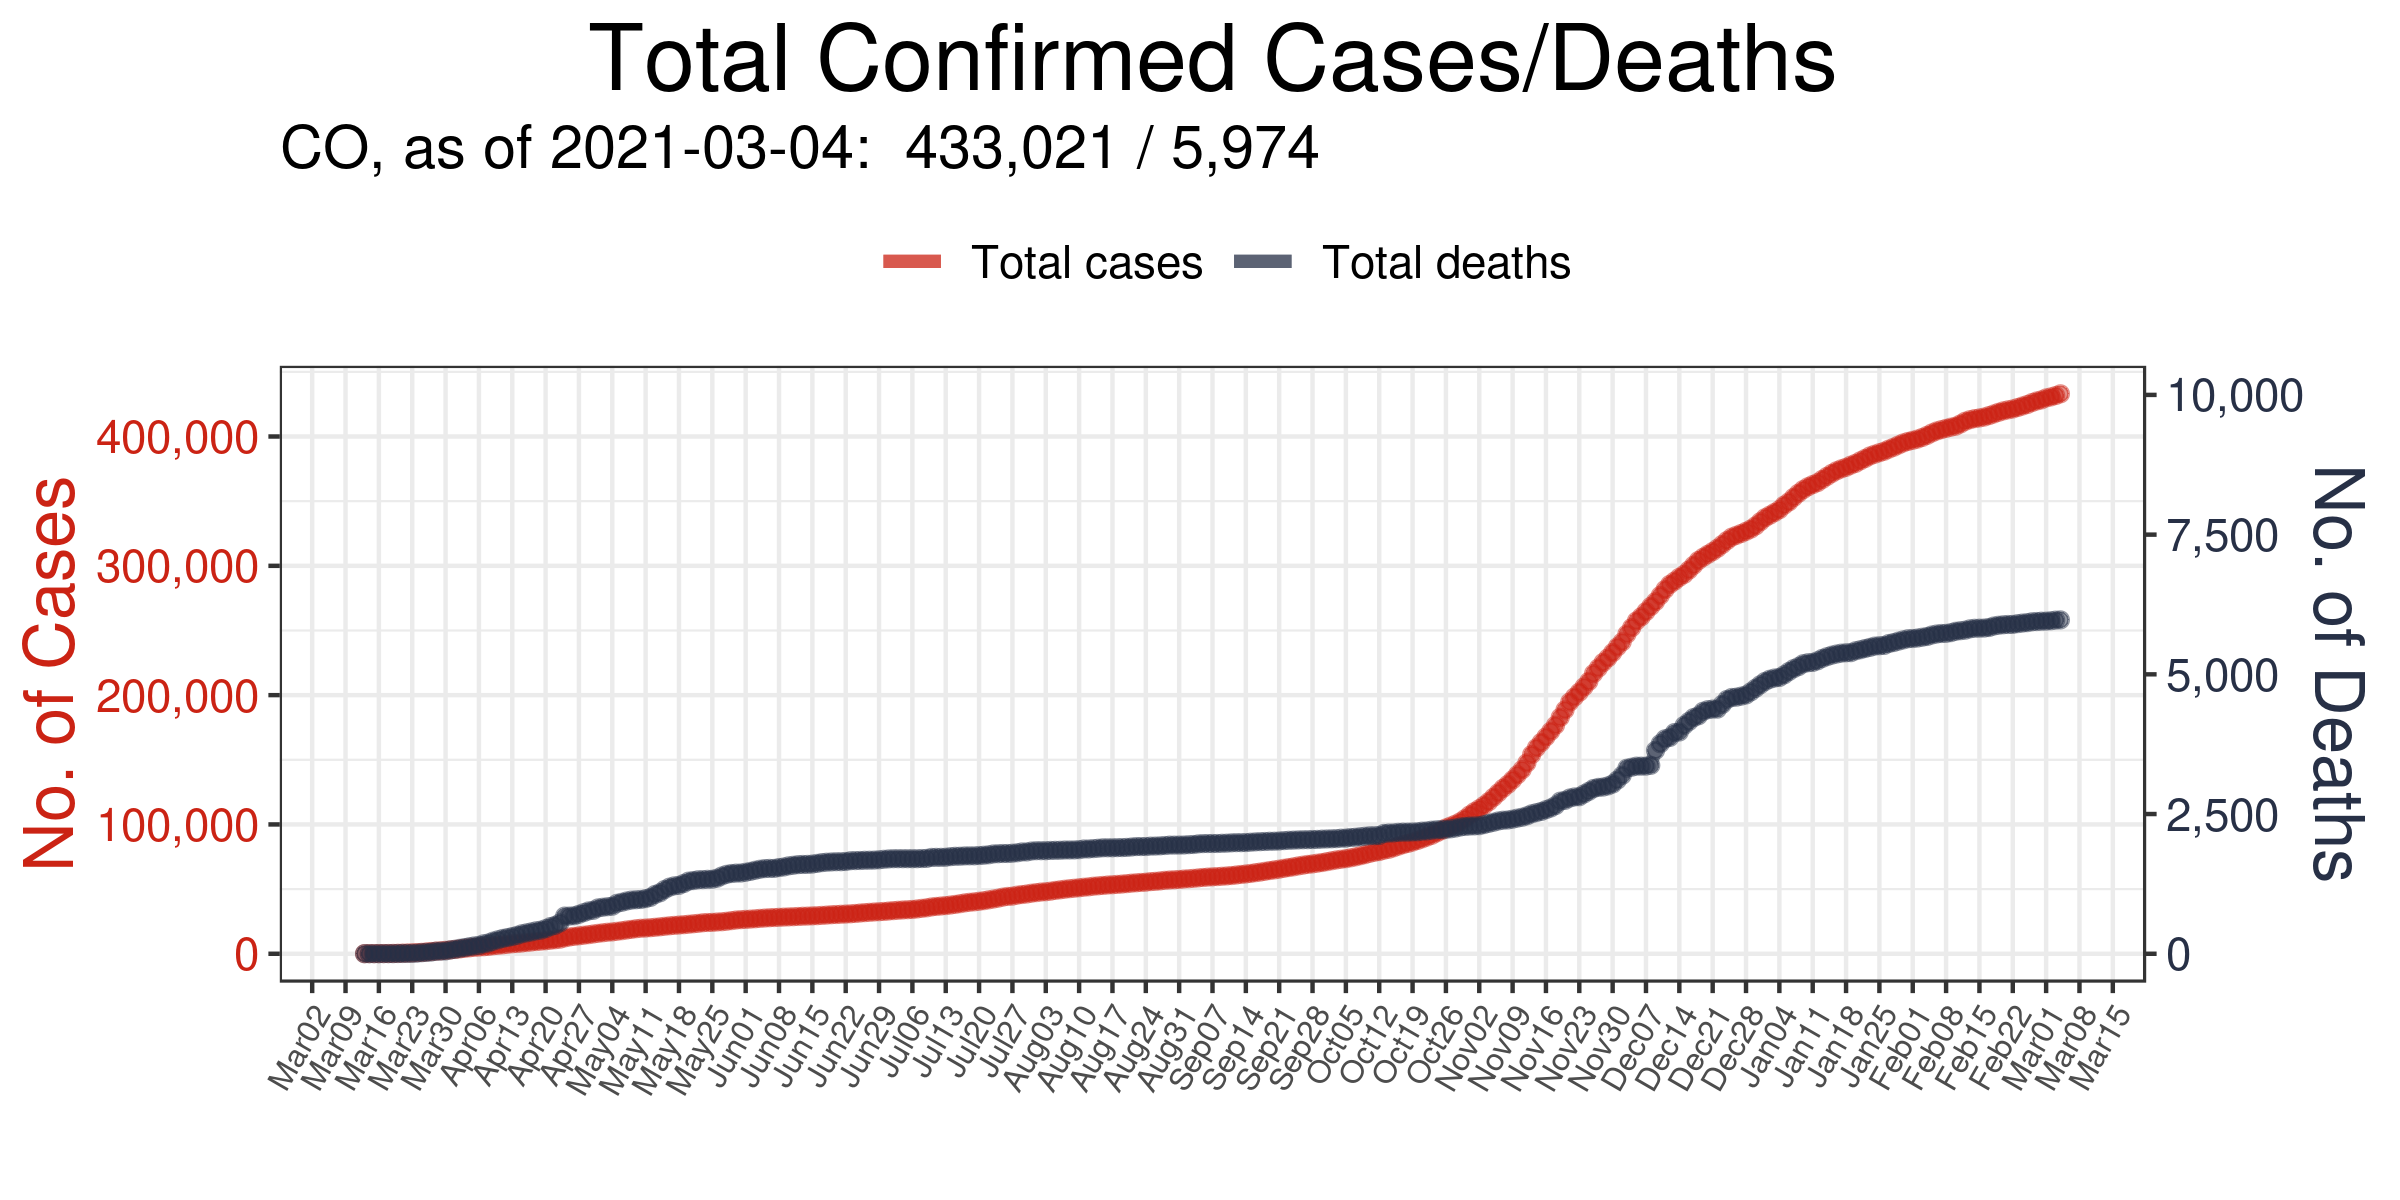 Total Confirmed Cases/Deaths
CO, as of 2021-03-04:  433,021 / 5,974
Total cases
Total deaths
No. of Cases
400,000
300,000
200,000
100,000
0
10,000
7,500
5,000
2,500
0
No. of Deaths
Mar02
Mar09
Mar16
Mar23
Mar30
Apr06
Apr13
Apr20
Apr27
May04
May11
May18
May25
Jun01
Jun08
Jun15
Jun22
Jun29
Jul06
Jul13
Jul20
Jul27
Aug03
Aug10
Aug17
Aug24
Aug31
Sep07
Sep14
Sep21
Sep28
Oct05
Oct12
Oct19
Oct26
Nov02
Nov09
Nov16
Nov23
Nov30
Dec07
Dec14
Dec21
Dec28
Jan04
Jan11
Jan18
Jan25
Feb01
Feb08
Feb15
Feb22
Mar01
Mar08
Mar15